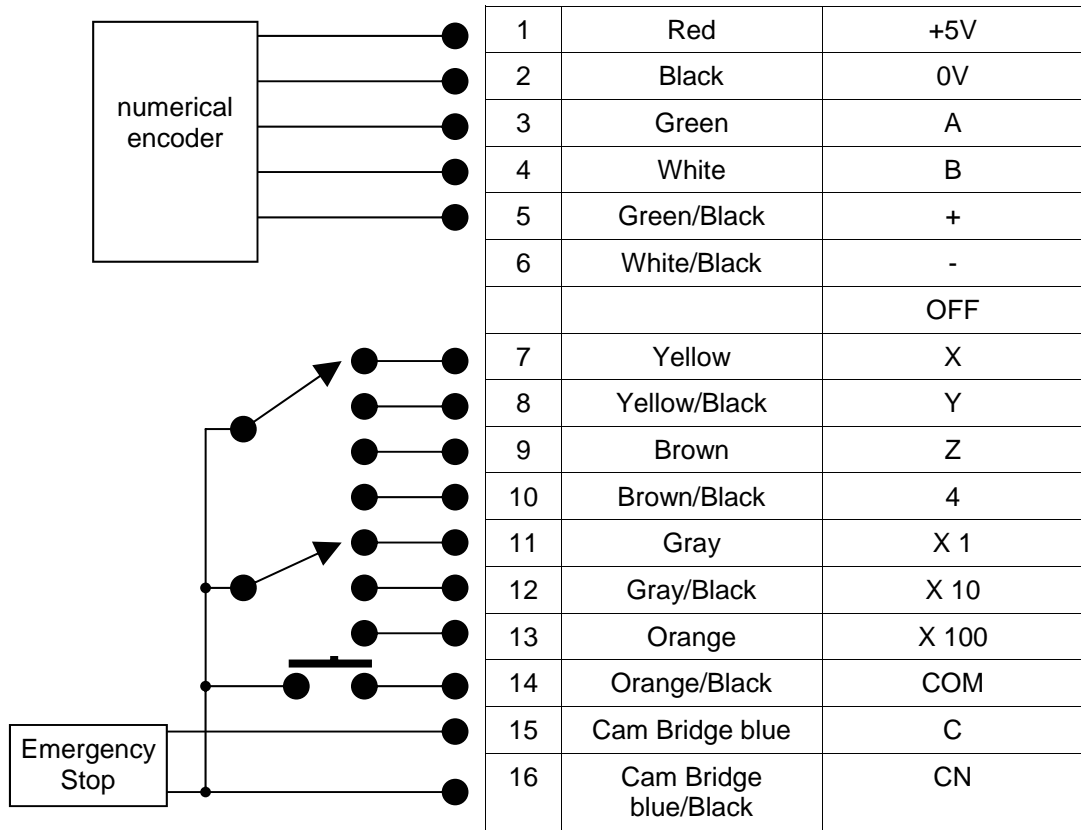 numerical
encoder
1 Red +5V
2 Black 0V
3 Green A
4 White B
5 Green/Black +
6 White/Black -
OFF
7 Yellow X
8 Yellow/Black Y
9 Brown Z
10 Brown/Black 4
11 Gray X 1
12 Gray/Black X 10
13 Orange X 100
14 Orange/Black COM
15 Cam Bridge blue C
Emergency
Stop
16 Cam Bridge CN
blue/Black